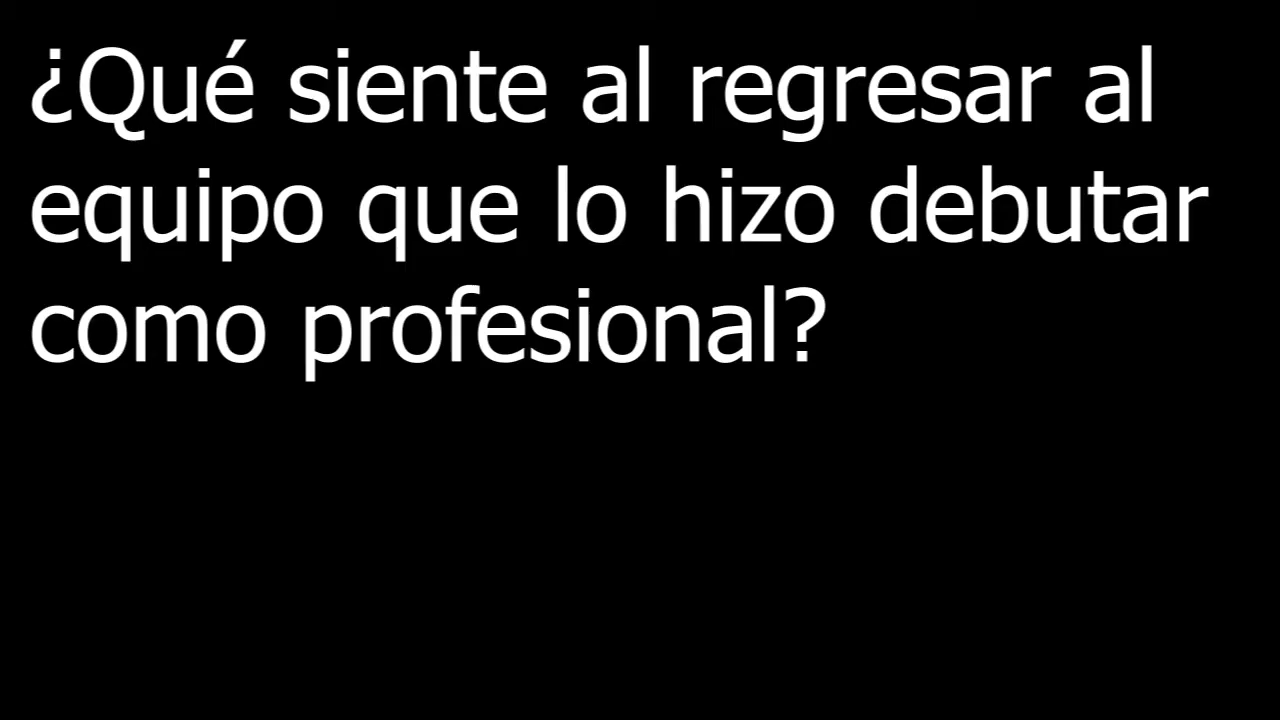 ¿Qué siente al regresar al
equipo que lo hizo debutar
como profesional?